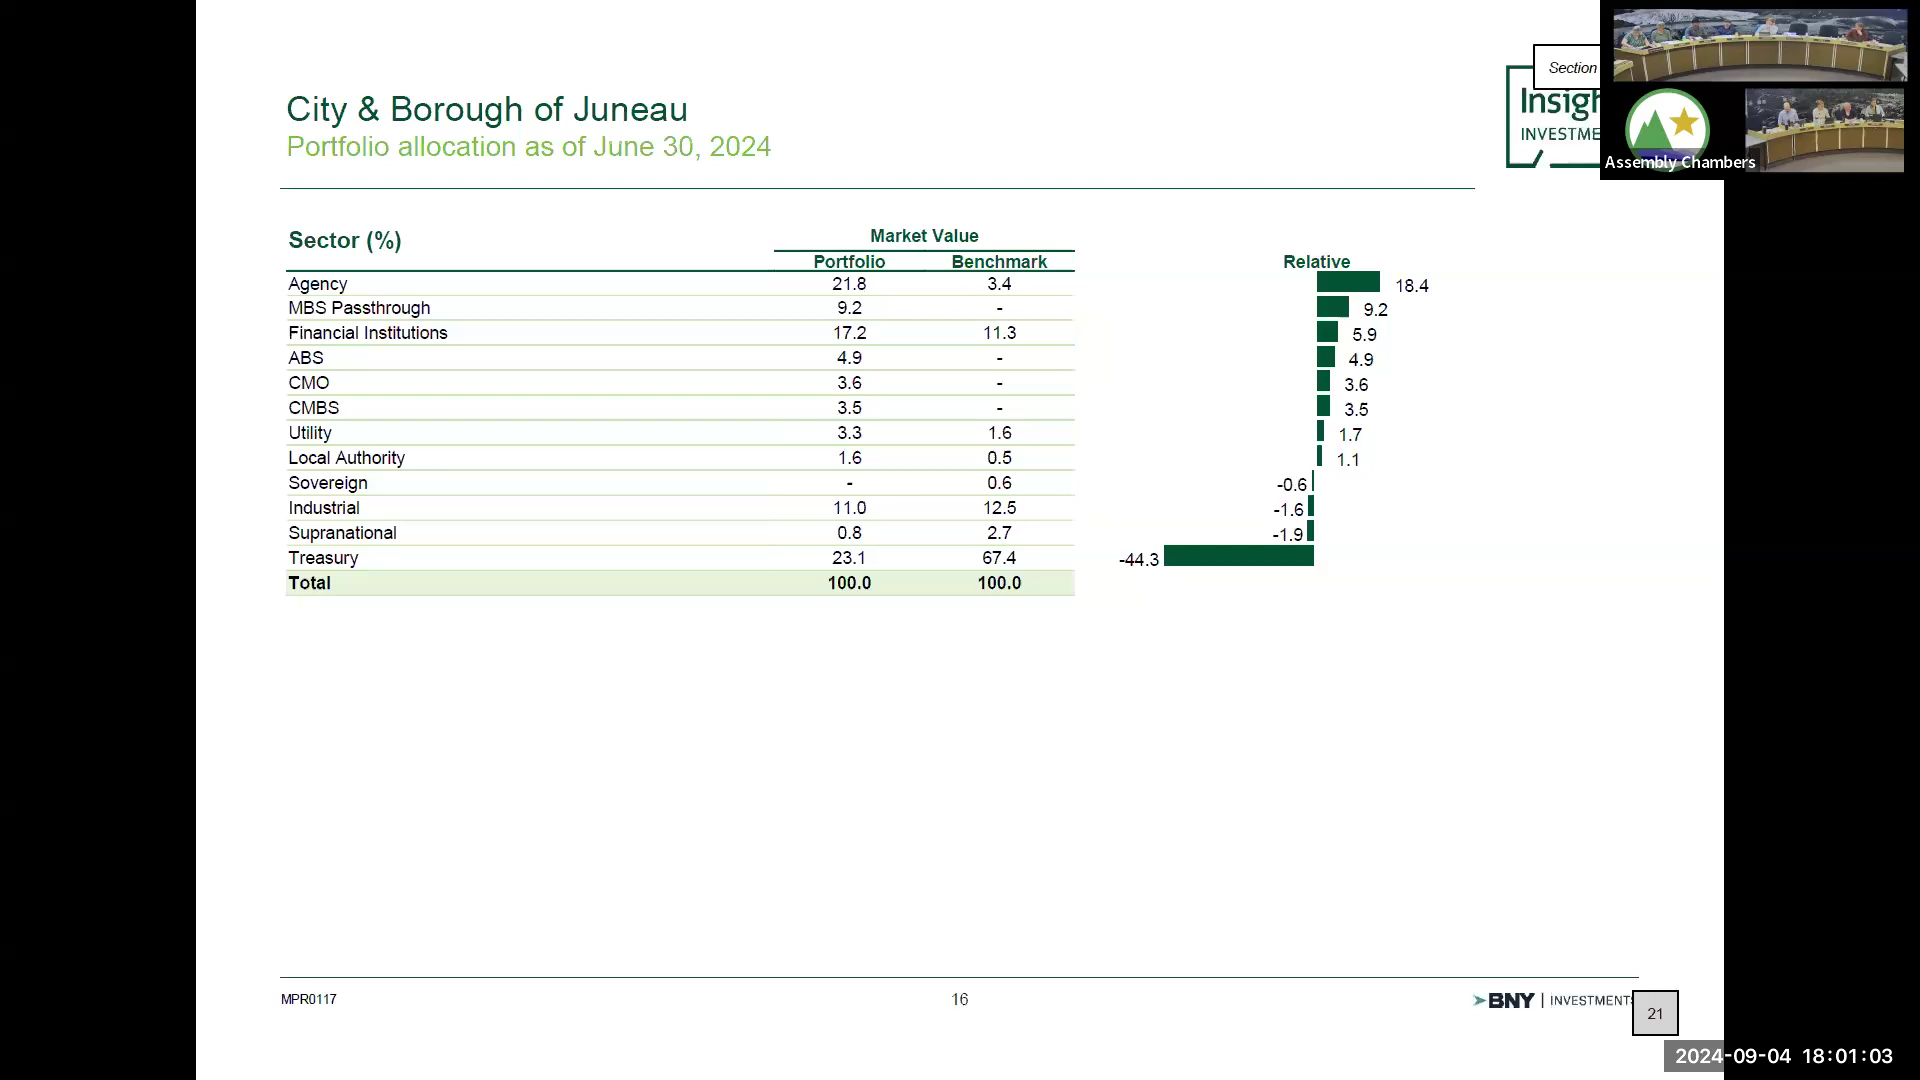 City & Borough of Juneau
Portfolio allocation as of June 30, 2024
Section
INVESTME
Assembly Chambers
Sector (%)
Market Value
Portfolio Benchmark Relative
Agency 21.8 3.4 18.4
MBS Passthrough 9.2 - 9.2
Financial Institutions 17.2 11.3 5.9
ABS 4.9 - 4.9
CMO 3.6 - 3.6
CMBS 3.5 - 3.5
Utility 3.3 1.6 1.7
Local Authority 1.6 0.5 1.1
Sovereign - 0.6 -0.6
Industrial 11.0 12.5 -1.6
Supranational 0.8 2.7 -1.9
Treasury 23.1 67.4 -44.3
Total 100.0 100.0
MPR0117
16
BNY | INVESTMENTS
21
2024-09-04 18:01:03